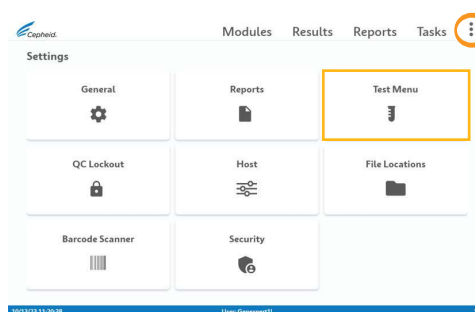 Cepheid.
Modules Results Reports Tasks
Settings
General
Reports
Test Menu
QC Lockout
Host
File Locations
Barcode Scanner
Security